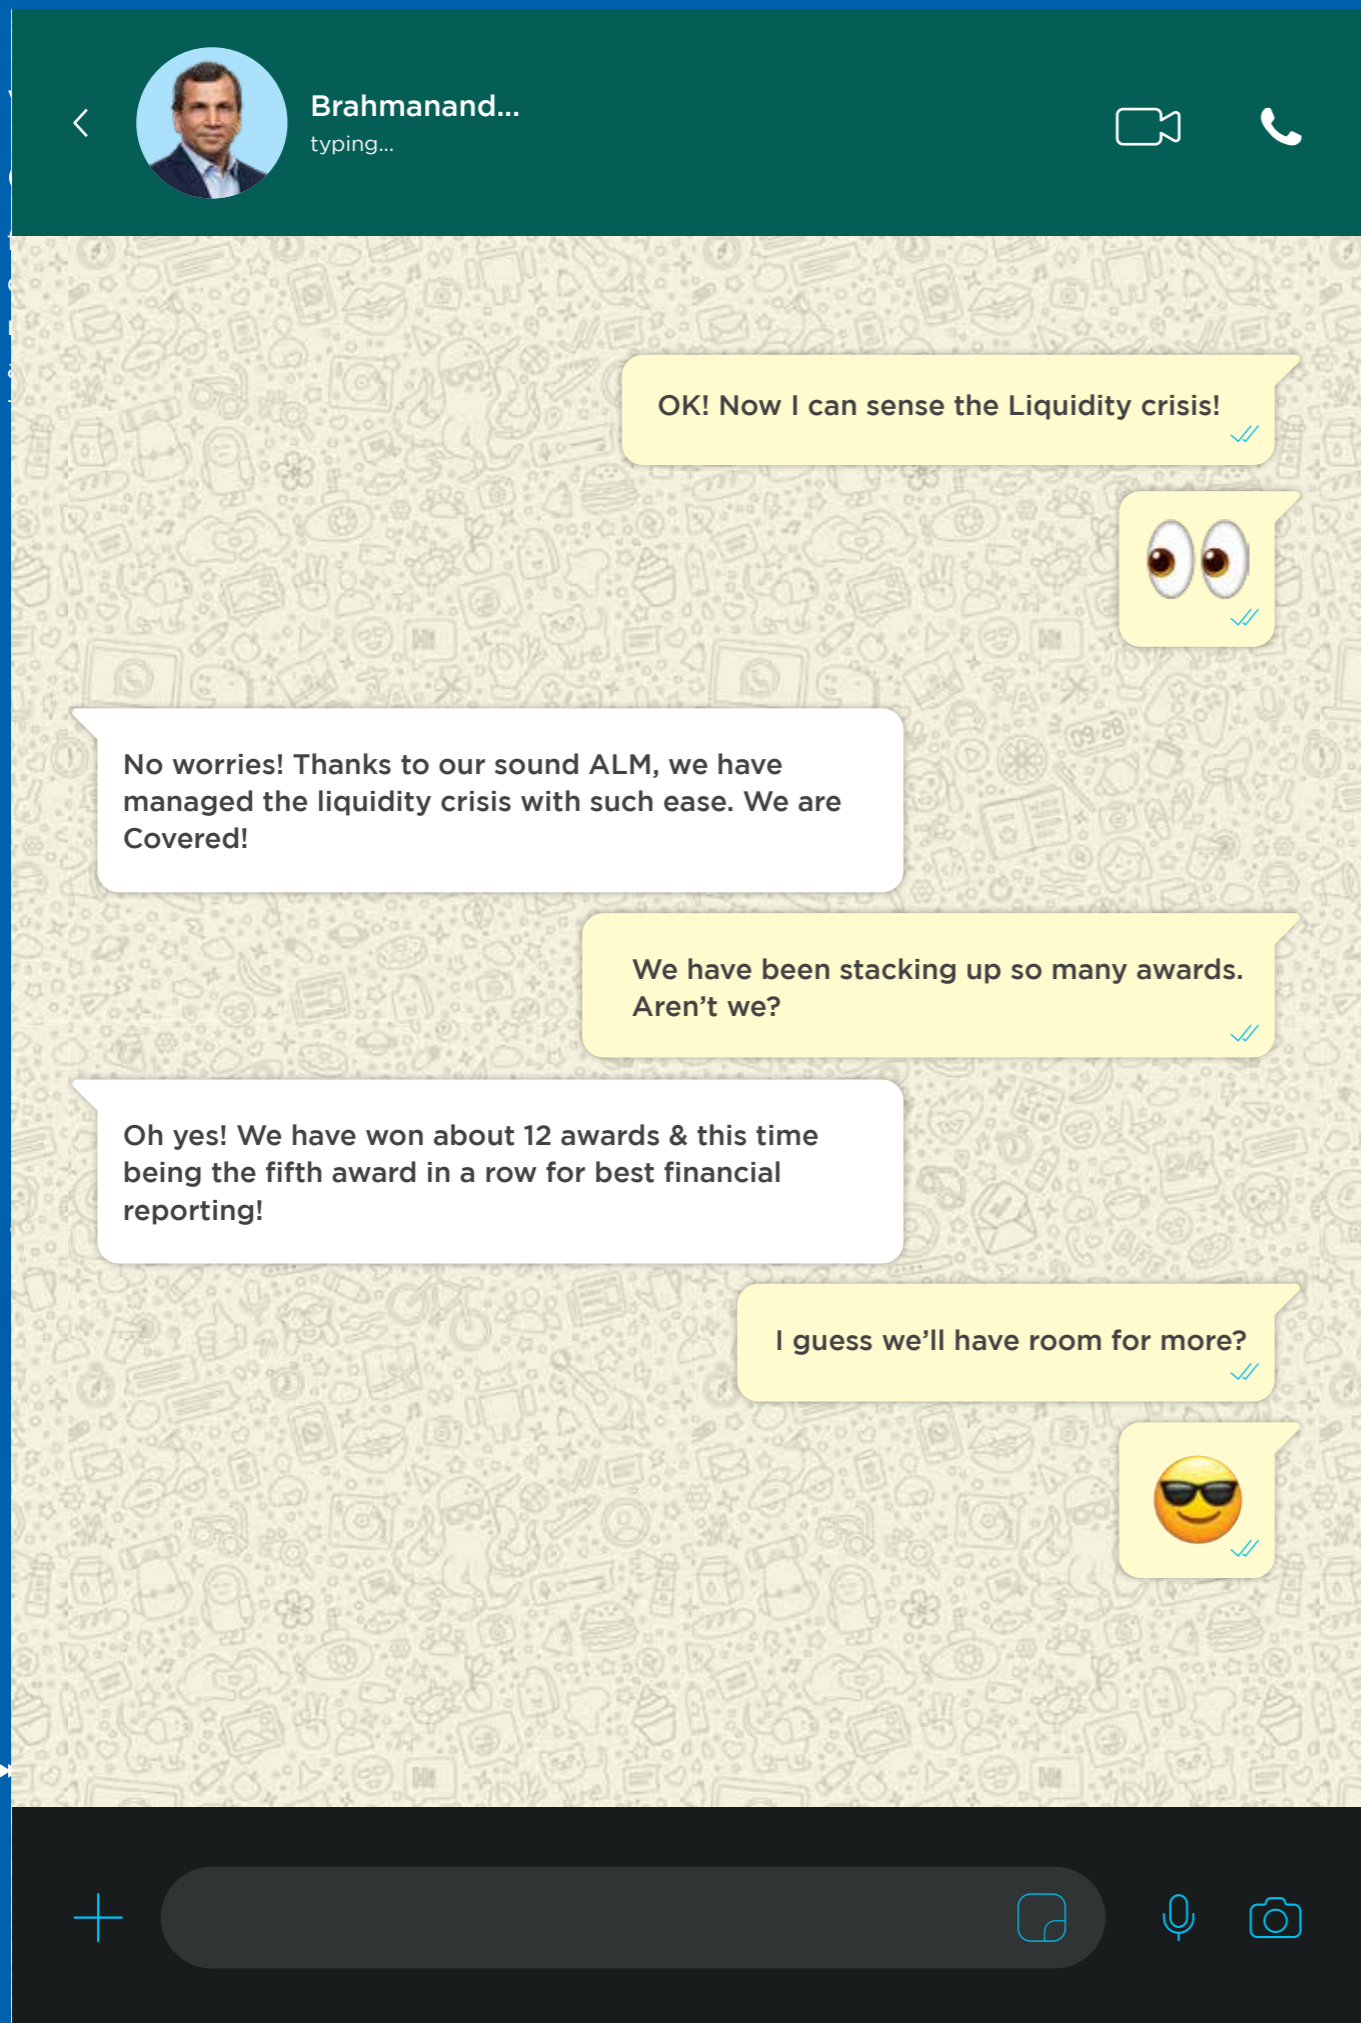 Brahmanand...
typing...
OK! Now I can sense the Liquidity crisis!
No worries! Thanks to our sound ALM, we have
managed the liquidity crisis with such ease. We are
Covered!
We have been stacking up so many awards.
Aren’t we?
Oh yes! We have won about 12 awards & this time
being the fifth award in a row for best financial
reporting!
I guess we’ll have room for more?